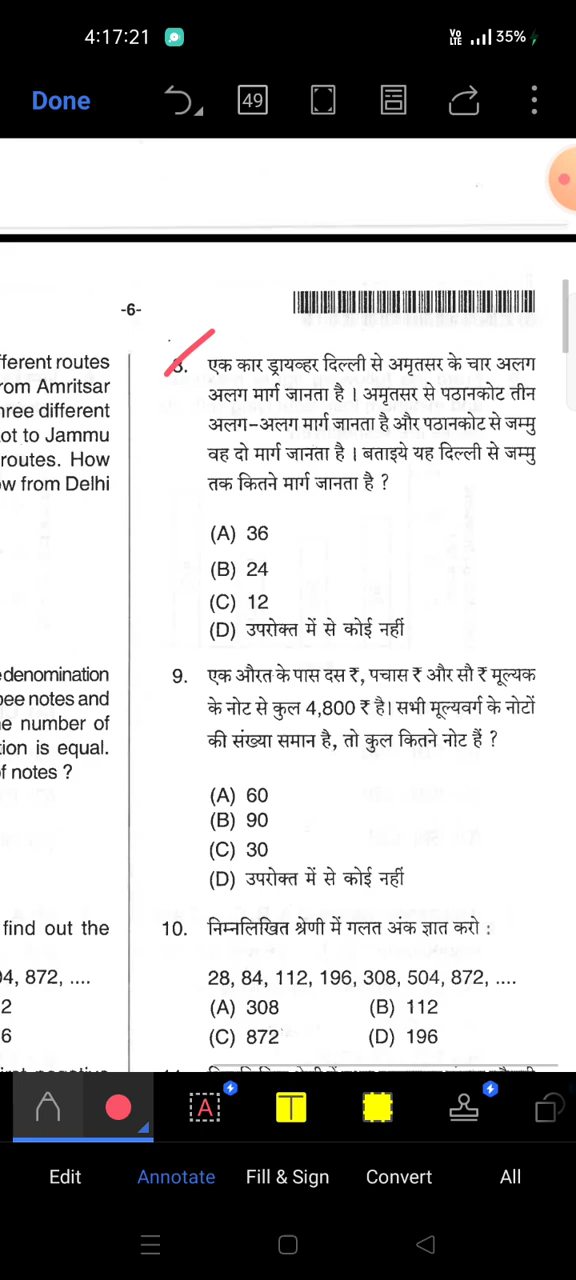 4:17:21
Vo LTE
35%
Done
49
-6-
fferent routes
rom Amritsar
hree different
ot to Jammu
routes. How
w from Delhi
8. एक कार ड्रायव्हर दिल्ली से अमृतसर के चार अलग
अलग मार्ग जानता है । अमृतसर से पठानकोट तीन
अलग-अलग मार्ग जानता है और पठानकोट से जम्मु
वह दो मार्ग जानता है । बताइये यह दिल्ली से जम्मु
तक कितने मार्ग जानता है ?
(A) 36
(B) 24
(C) 12
(D) उपरोक्त में से कोई नहीं
denomination
ee notes and
e number of
ion is equal.
f notes ?
9. एक औरत के पास दस ₹, पचास ₹ और सौ ₹ मूल्यक
के नोट से कुल 4,800 ₹ है। सभी मूल्यवर्ग के नोटों
की संख्या समान है, तो कुल कितने नोट हैं ?
(A) 60
(B) 90
(C) 30
(D) उपरोक्त में से कोई नहीं
find out the
4, 872, ....
2
6
10. निम्नलिखित श्रेणी में गलत अंक ज्ञात करो :
28, 84, 112, 196, 308, 504, 872, ....
(A) 308 (B) 112
(C) 872 (D) 196
A
T
Edit Annotate Fill & Sign Convert All